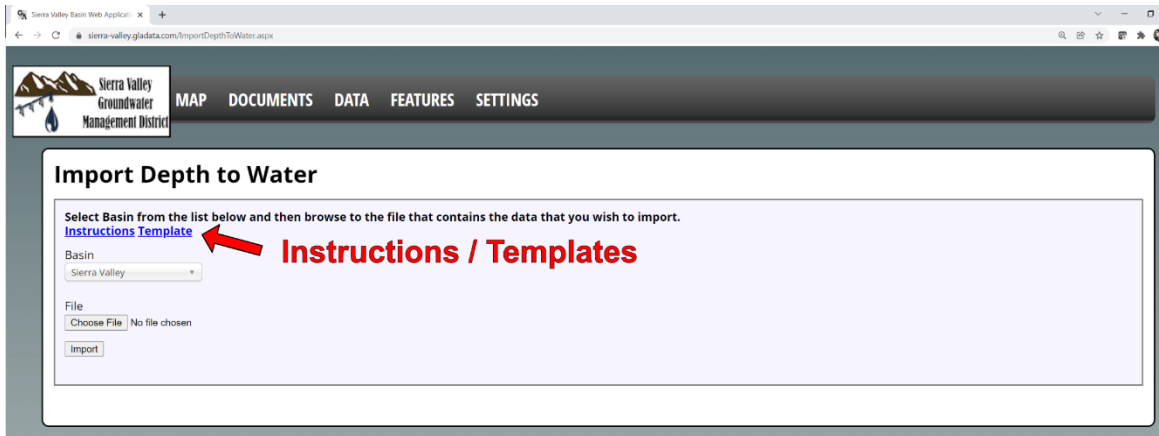 Sierra Valley Basin Web Applicati
sierra-valley.gladata.com/ImportDepthToWater.aspx
Sierra Valley
Groundwater
Management District
MAP DOCUMENTS DATA FEATURES SETTINGS
Import Depth to Water
Select Basin from the list below and then browse to the file that contains the data that you wish to import.
Instructions Template
Instructions / Templates
Basin
Sierra Valley
File
Choose File No file chosen
Import